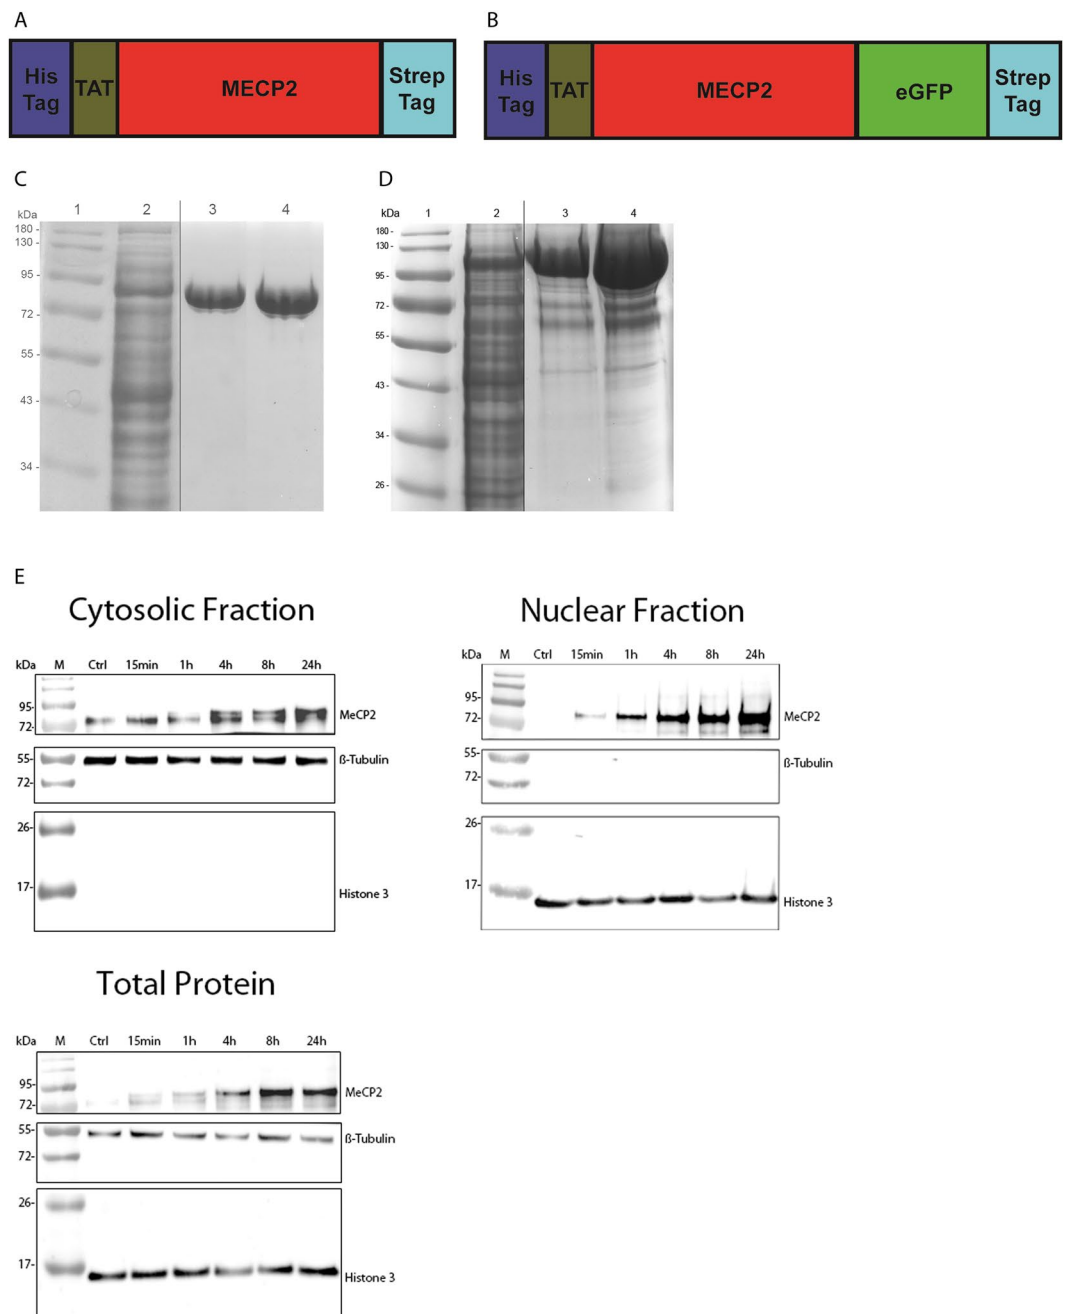 A
B
His Tag TAT MECP2 Strep Tag
His Tag TAT MECP2 eGFP Strep Tag
C
kDa 1 2 3 4
180 -
130 -
95 -
72 -
55 -
43 -
34 -
D
kDa 1 2 3 4
180 -
130 -
95 -
72 -
55 -
43 -
34 -
26 -
E
Cytosolic Fraction
kDa M Ctrl 15min 1h 4h 8h 24h
95-
72-
MeCP2
55-
72-
ß-Tubulin
26-
17-
Histone 3
Nuclear Fraction
kDa M Ctrl 15min 1h 4h 8h 24h
95-
72-
MeCP2
55-
72-
ß-Tubulin
26-
17-
Histone 3
Total Protein
kDa M Ctrl 15min 1h 4h 8h 24h
95-
72-
MeCP2
55-
72-
ß-Tubulin
26-
17-
Histone 3